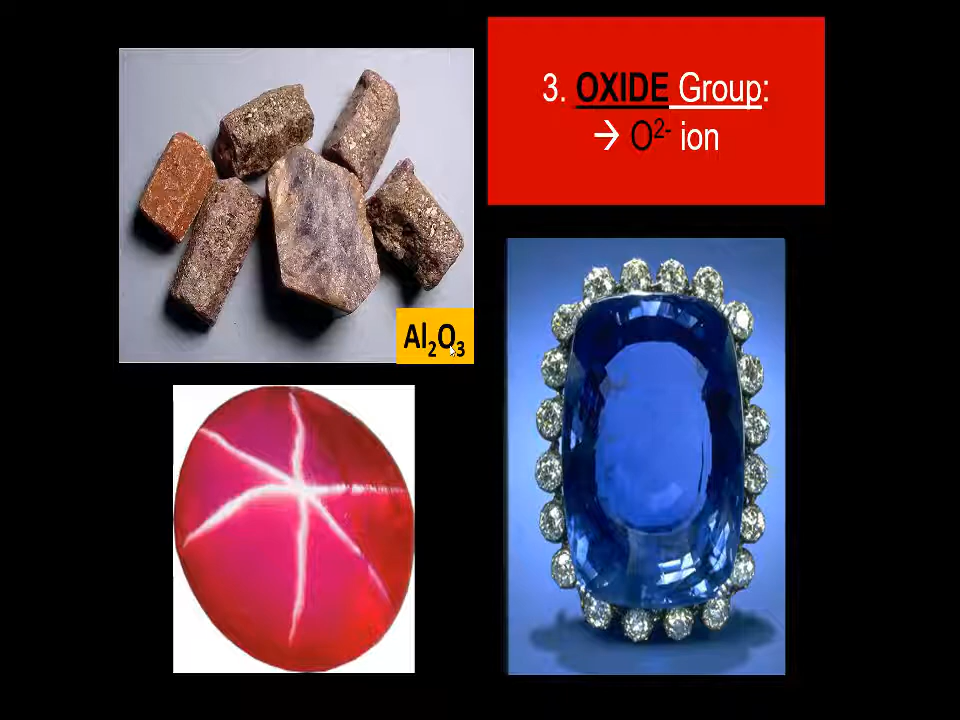 3. OXIDE Group:
→ O²⁻ ion
Al₂O₃